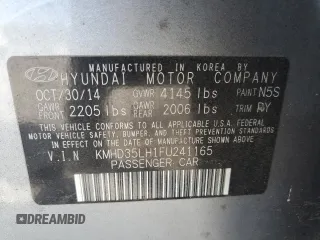 MANUFACTURED IN KOREA BY
HYUNDAI MOTOR COMPANY
OCT/30/14 GVWR 4145 lbs PAINT N5S
GAWR FRONT 2205 lbs GAWR REAR 2006 lbs TRIM RY
THIS VEHICLE CONFORMS TO ALL APPLICABLE U.S.A. FEDERAL
MOTOR VEHICLE SAFETY, BUMPER, AND THEFT PREVENTION STANDARDS
IN EFFECT ON THE DATE OF MANUFACTURE SHOWN ABOVE.
V.I.N KMHD35LH1FU241165
PASSENGER CAR